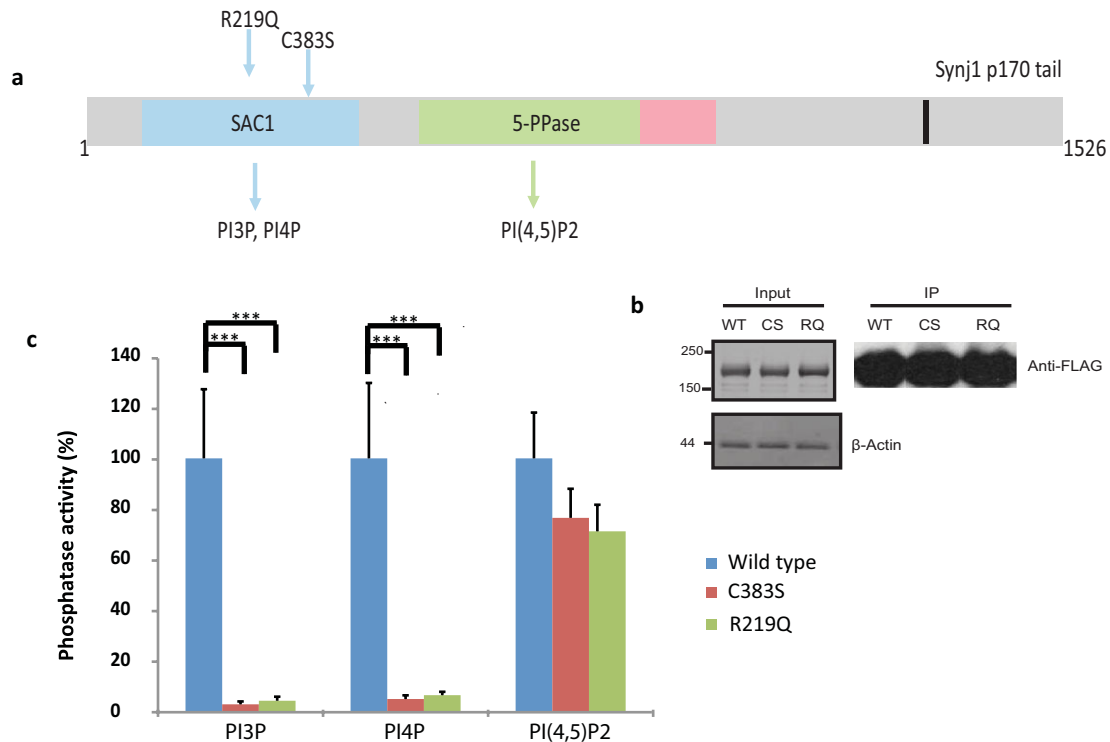 R219Q
C383S
a
Synj1 p170 tail
SAC1
5-PPase
1
1526
PI3P, PI4P
PI(4,5)P2
b
Input
IP
WT CS RQ
WT CS RQ
250
150
Anti-FLAG
44
β-Actin
c
***
***
***
***
Phosphatase activity (%)
140
120
100
80
60
40
20
0
PI3P
PI4P
PI(4,5)P2
Wild type
C383S
R219Q